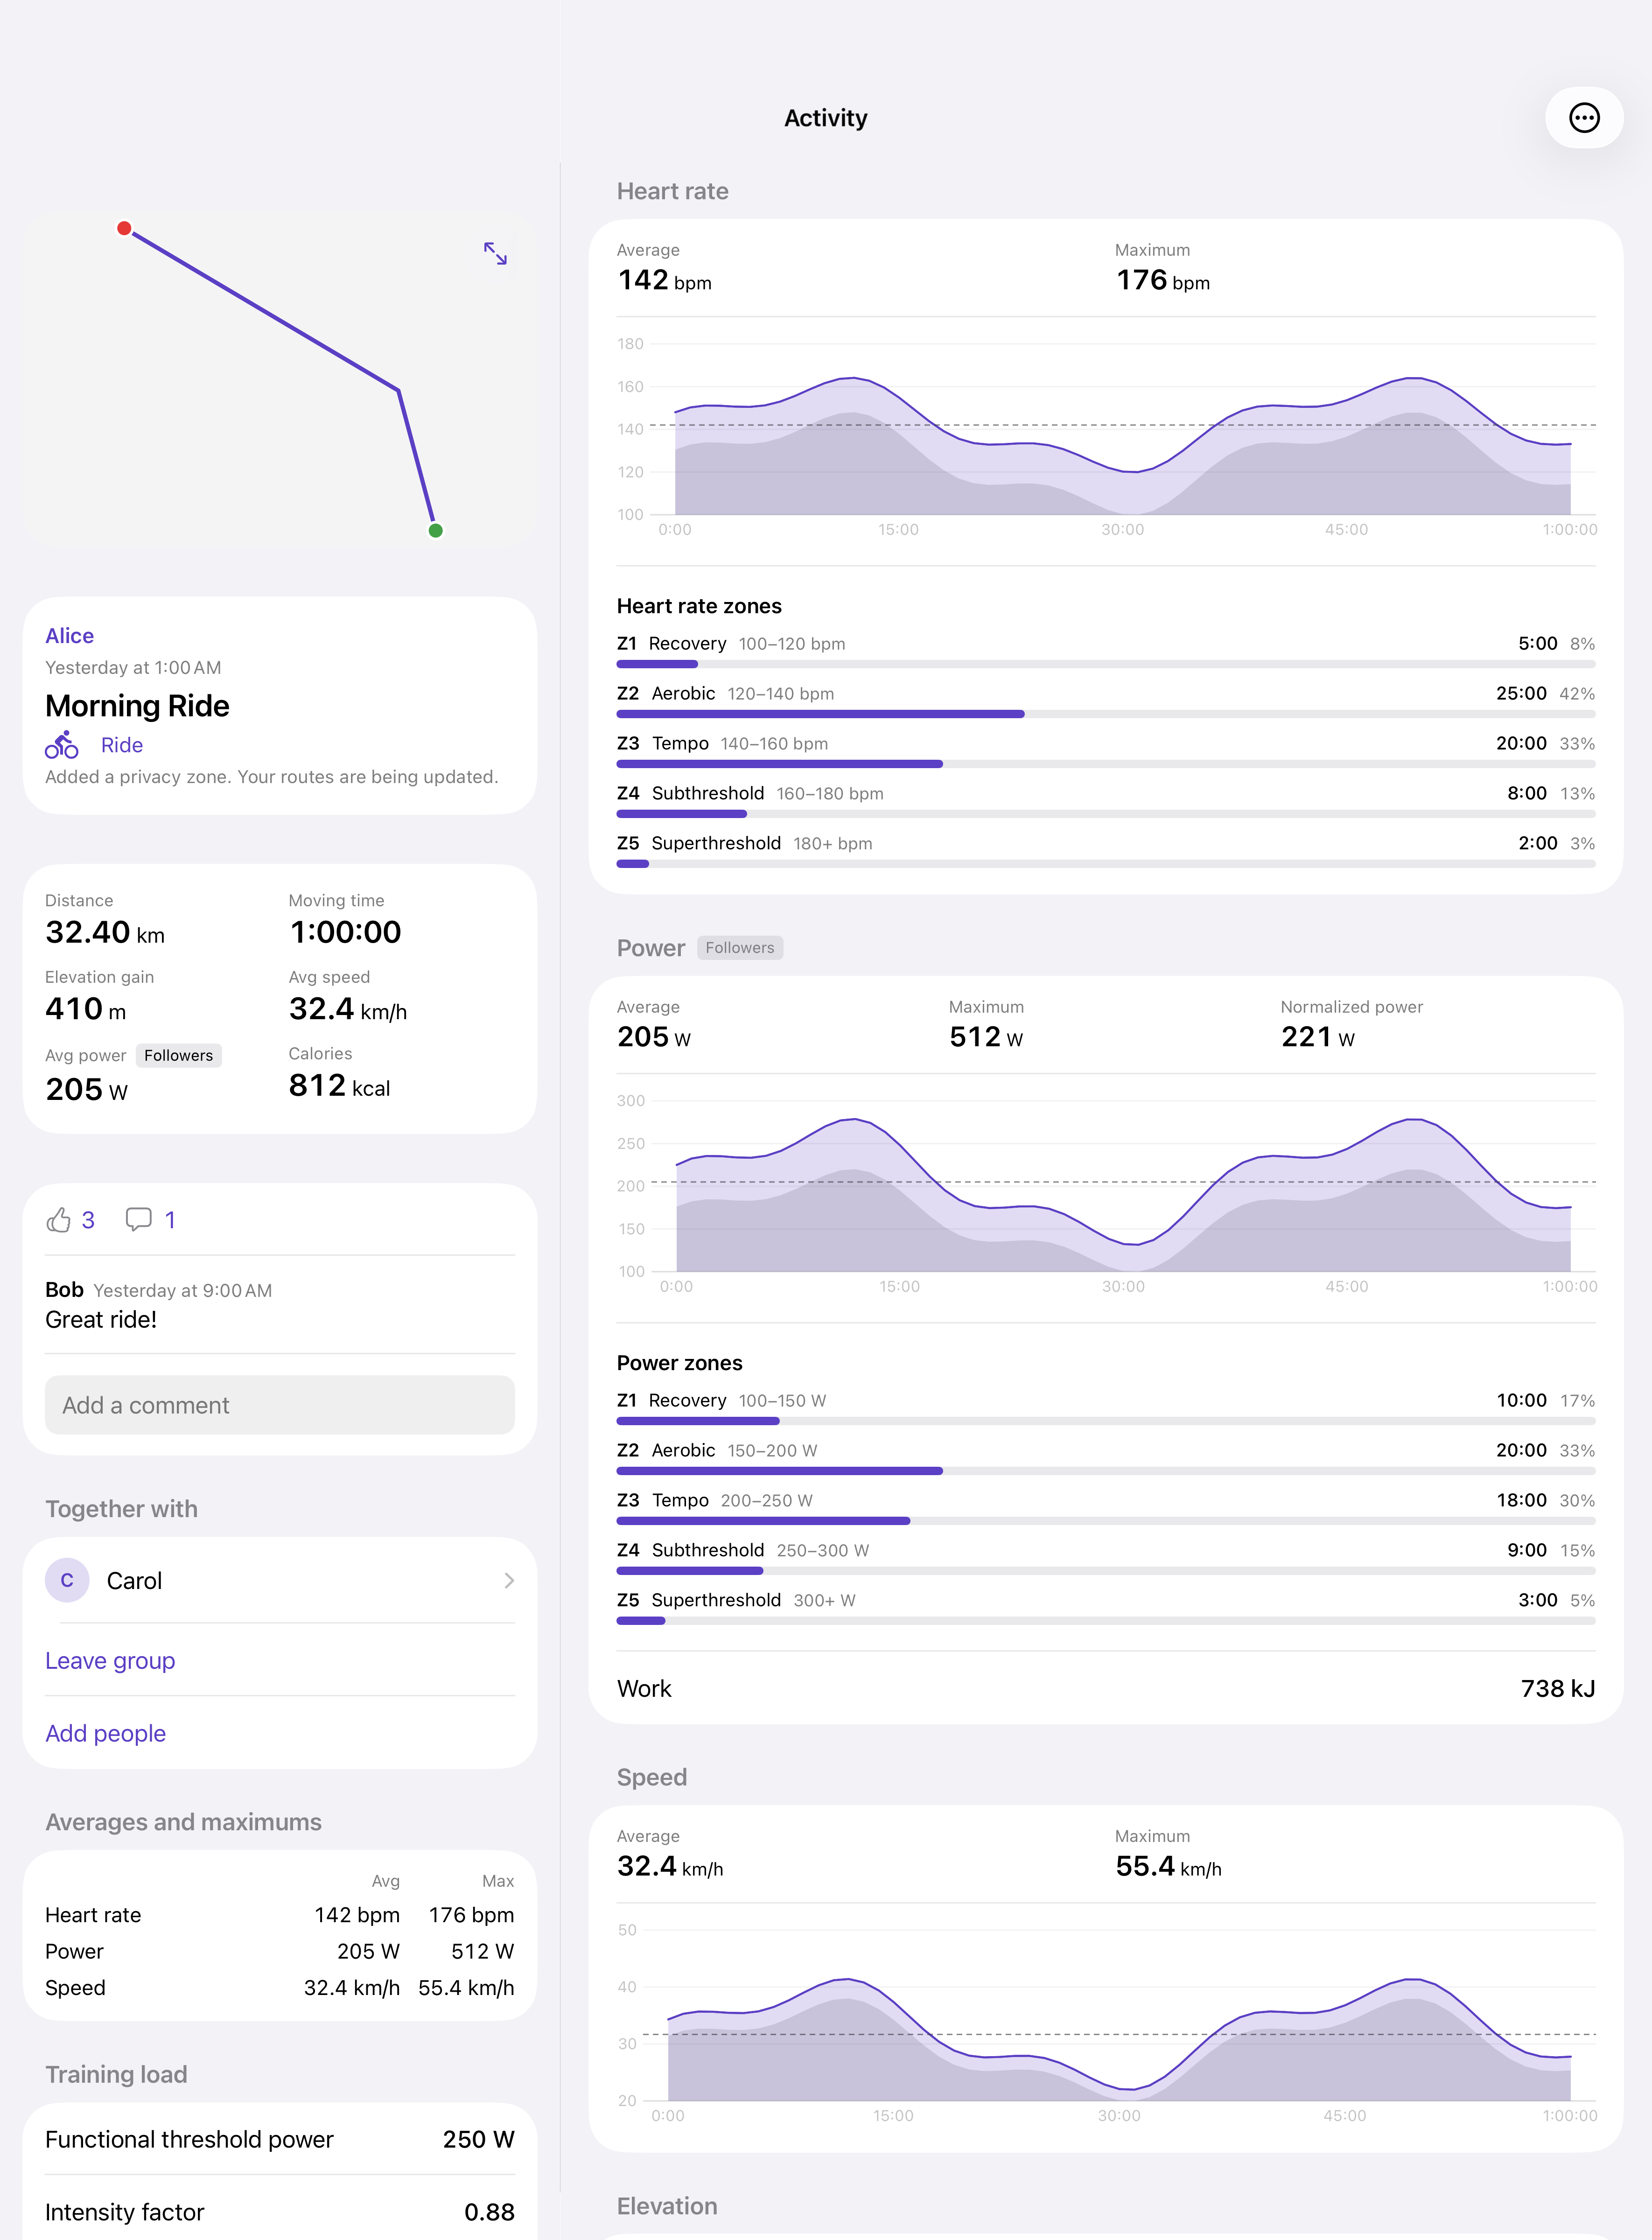 Activity
Alice
Yesterday at 1:00 AM
Morning Ride
Ride
Added a privacy zone. Your routes are being updated.
Distance Moving time
32.40 km 1:00:00
Elevation gain Avg speed
410 m 32.4 km/h
Avg power Followers Calories
205 W 812 kcal
3 1
Bob Yesterday at 9:00 AM
Great ride!
Add a comment
Together with
C Carol
Leave group
Add people
Averages and maximums
Avg Max
Heart rate 142 bpm 176 bpm
Power 205 W 512 W
Speed 32.4 km/h 55.4 km/h
Training load
Functional threshold power 250 W
Intensity factor 0.88
Heart rate
Average Maximum
142 bpm 176 bpm
180
160
140
120
100
0:00 15:00 30:00 45:00 1:00:00
Heart rate zones
Z1 Recovery 100–120 bpm 5:00 8%
Z2 Aerobic 120–140 bpm 25:00 42%
Z3 Tempo 140–160 bpm 20:00 33%
Z4 Subthreshold 160–180 bpm 8:00 13%
Z5 Superthreshold 180+ bpm 2:00 3%
Power Followers
Average Maximum Normalized power
205 W 512 W 221 W
300
250
200
150
100
0:00 15:00 30:00 45:00 1:00:00
Power zones
Z1 Recovery 100–150 W 10:00 17%
Z2 Aerobic 150–200 W 20:00 33%
Z3 Tempo 200–250 W 18:00 30%
Z4 Subthreshold 250–300 W 9:00 15%
Z5 Superthreshold 300+ W 3:00 5%
Work 738 kJ
Speed
Average Maximum
32.4 km/h 55.4 km/h
50
40
30
20
0:00 15:00 30:00 45:00 1:00:00
Elevation